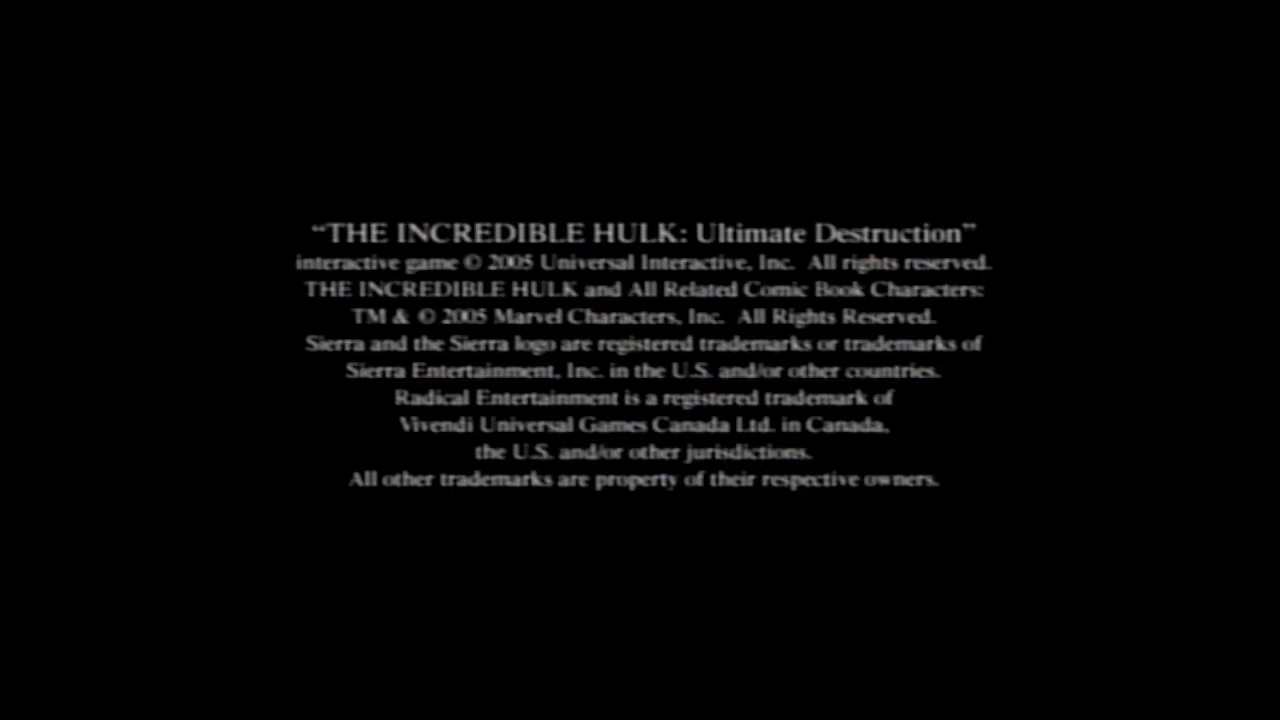 “THE INCREDIBLE HULK: Ultimate Destruction”
interactive game © 2005 Universal Interactive, Inc. All rights reserved.
THE INCREDIBLE HULK and All Related Comic Book Characters:
TM & © 2005 Marvel Characters, Inc. All Rights Reserved.
Sierra and the Sierra logo are registered trademarks or trademarks of
Sierra Entertainment, Inc. in the U.S. and/or other countries.
Radical Entertainment is a registered trademark of
Vivendi Universal Games Canada Ltd. in Canada,
the U.S. and/or other jurisdictions.
All other trademarks are property of their respective owners.